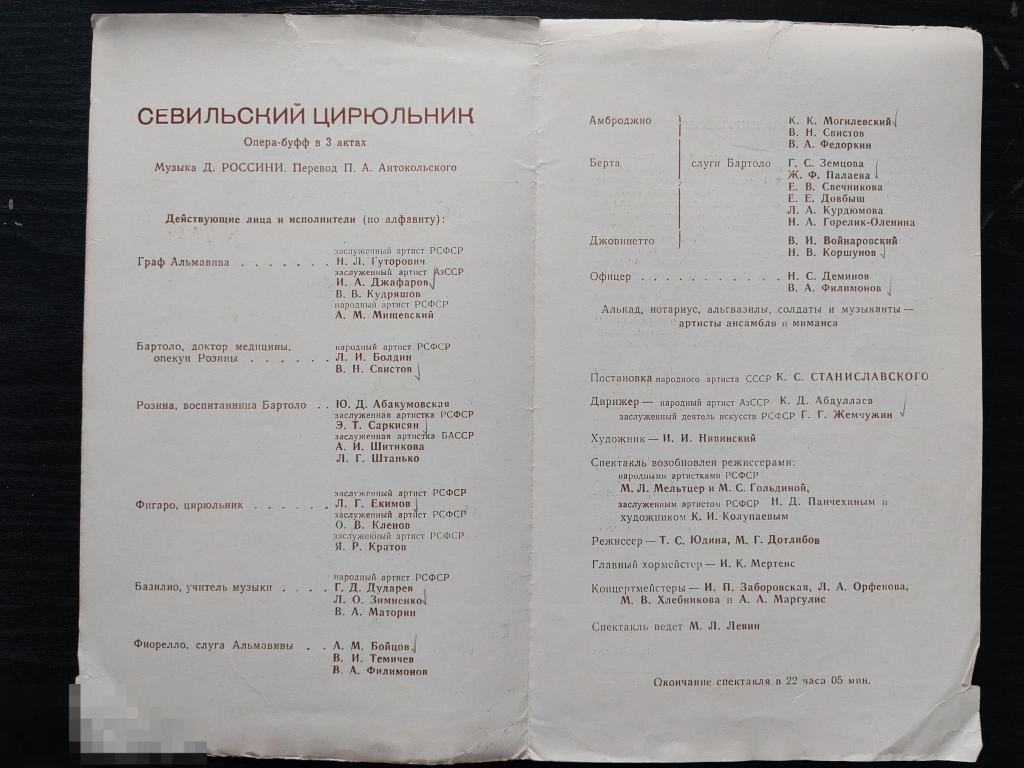 СЕВИЛЬСКИЙ ЦИРЮЛЬНИК
Опера-буфф в 3 актах
Музыка Д. РОССИНИ. Перевод П. А. Антокольского
Действующие лица и исполнители (по алфавиту):
заслуженный артист РСФСР
Граф Альмавива . . . . . . . Н. Л. Гуторович
заслуженный артист АзССР
И. А. Джафаров
В. В. Кудряшов
народный артист РСФСР
А. М. Мищевский
Бартоло, доктор медицины,
народный артист РСФСР
опекун Розины . . . . . . Л. И. Болдин
В. Н. Свистов
Розина, воспитанница Бартоло . . Ю. Д. Абакумовская
заслуженная артистка РСФСР
Э. Т. Саркисян
заслуженная артистка БАССР
А. И. Шитикова
Л. Г. Штанько
заслуженный артист РСФСР
Фигаро, цирюльник . . . . . . Л. Г. Екимов
заслуженный артист РСФСР
О. В. Кленов
заслуженный артист РСФСР
Я. Р. Кратов
народный артист РСФСР
Базилио, учитель музыки . . . . Г. Д. Дударев
Л. О. Зимненко
В. А. Маторин
Фиорелло, слуга Альмавивы . . А. М. Бойцов
В. И. Темичев
В. А. Филимонов
Амброджио К. К. Могилевский
В. Н. Свистов
В. А. Федоркин
Берта слуги Бартоло Г. С. Земцова
Ж. Ф. Палаева
Е. В. Свечникова
Е. Е. Довбыш
Л. А. Курдюмова
Н. А. Горелик-Оленина
Джовинетто В. И. Войнаровский
Н. В. Коршунов
Офицер . . . . . . . . . . . . Н. С. Деминов
В. А. Филимонов
Алькад, нотариус, альгвазилы, солдаты и музыканты —
артисты ансамбля и миманса
Постановка народного артиста СССР К. С. СТАНИСЛАВСКОГО
Дирижер — народный артист АзССР К. Д. Абдуллаев
заслуженный деятель искусств РСФСР Г. Г. Жемчужин
Художник — И. И. Нивинский
Спектакль возобновлен режиссерами:
народными артистками РСФСР
М. Л. Мельтцер и М. С. Гольдиной,
заслуженным артистом РСФСР Н. Д. Панчехиным и
художником К. И. Колупаевым
Режиссер — Т. С. Юдина, М. Г. Дотлибов
Главный хормейстер — И. К. Мертенс
Концертмейстеры — И. П. Заборовская, Л. А. Орфенова,
М. В. Хлебникова и А. А. Маргулис
Спектакль ведет М. Л. Левин
Окончание спектакля в 22 часа 05 мин.